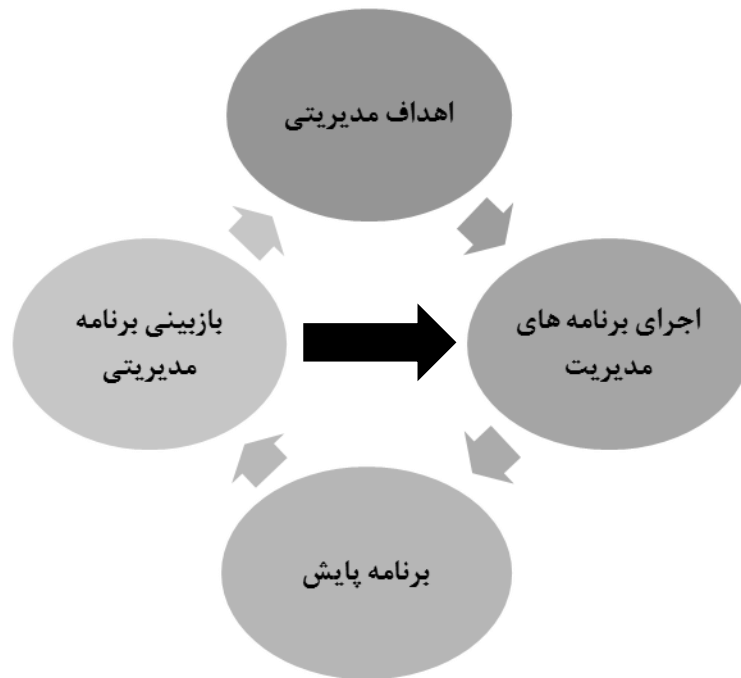 اهداف مدیریتی
اجرای برنامه های
مدیریت
برنامه پایش
بازبینی برنامه
مدیریتی